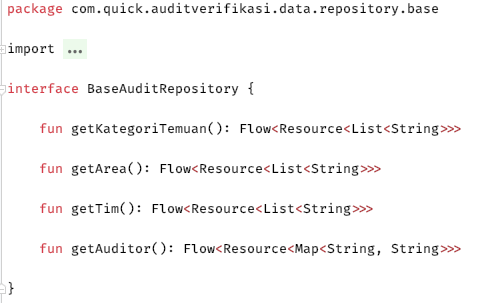 package com.quick.auditverifikasi.data.repository.base
import ...
interface BaseAuditRepository {
fun getKategoriTemuan(): Flow<Resource<List<String>>>
fun getArea(): Flow<Resource<List<String>>>
fun getTim(): Flow<Resource<List<String>>>
fun getAuditor(): Flow<Resource<Map<String, String>>>
}